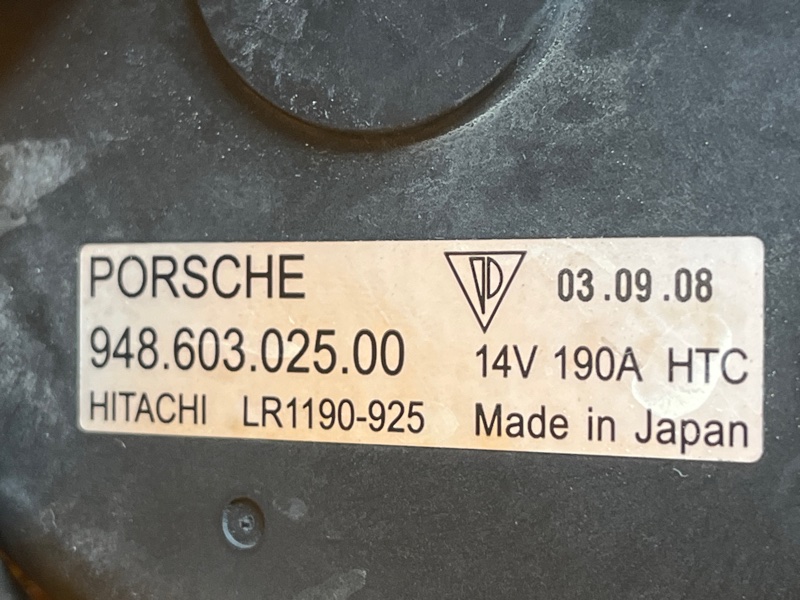 PORSCHE
03.09.08
948.603.025.00
14V 190A HTC
HITACHI LR1190-925
Made in Japan